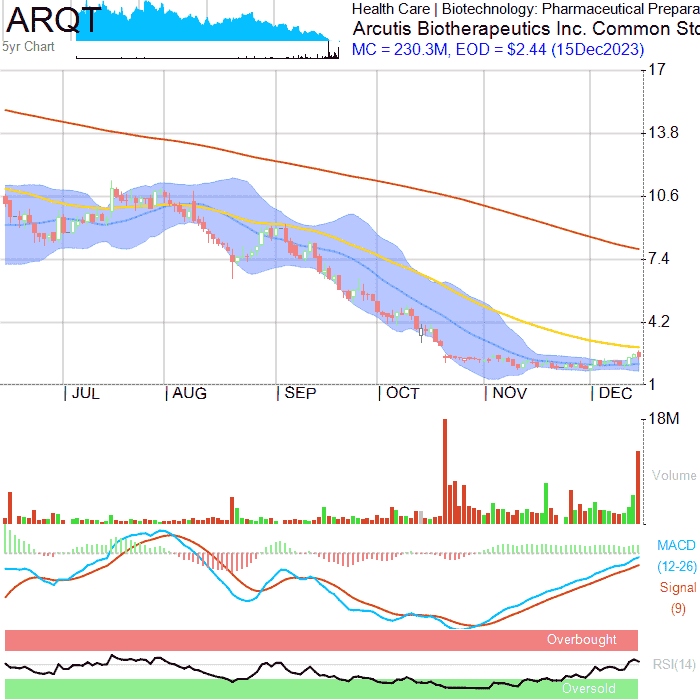 ARQT
5yr Chart
Health Care | Biotechnology: Pharmaceutical Prepara
Arcutis Biotherapeutics Inc. Common Sto
MC = 230.3M, EOD = $2.44 (15Dec2023)
17
13.8
10.6
7.4
4.2
1
JUL AUG SEP OCT NOV DEC
18M
Volume
MACD
(12-26)
Signal
(9)
Overbought
RSI(14)
Oversold